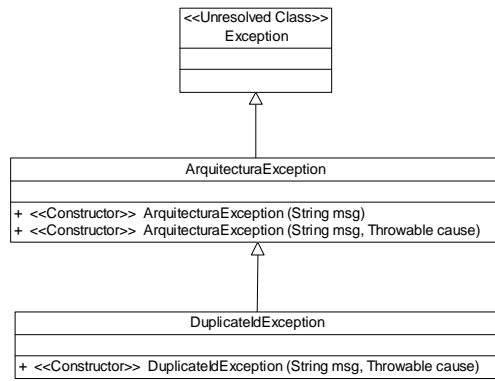 <<Unresolved Class>>
Exception
ArquitecturaException
+ <<Constructor>> ArquitecturaException (String msg)
+ <<Constructor>> ArquitecturaException (String msg, Throwable cause)
DuplicateIdException
+ <<Constructor>> DuplicateIdException (String msg, Throwable cause)